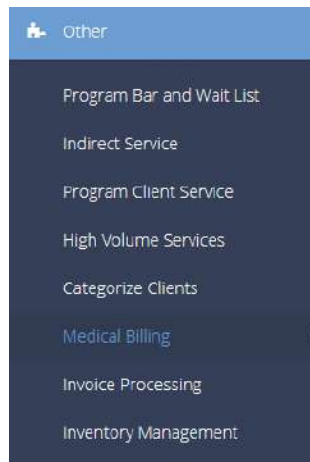 Other
Program Bar and Wait List
Indirect Service
Program Client Service
High Volume Services
Categorize Clients
Medical Billing
Invoice Processing
Inventory Management